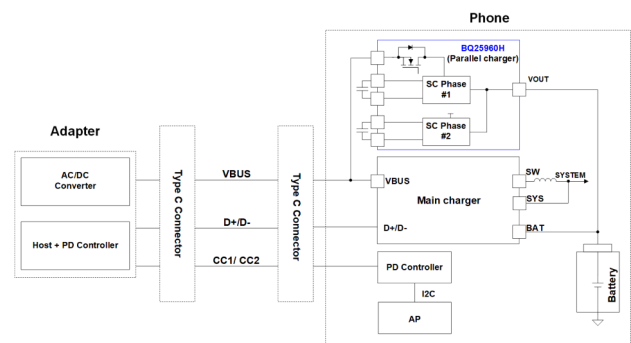 Phone
BQ25960H
(Parallel charger)
SC Phase
#1
VOUT
SC Phase
#2
Adapter
AC/DC
Converter
Host + PD Controller
Type C Connector
VBUS
D+/D-
CC1/ CC2
Type C Connector
VBUS
Main charger
D+/D-
SW
SYSTEM
SYS
BAT
PD Controller
I2C
AP
Battery